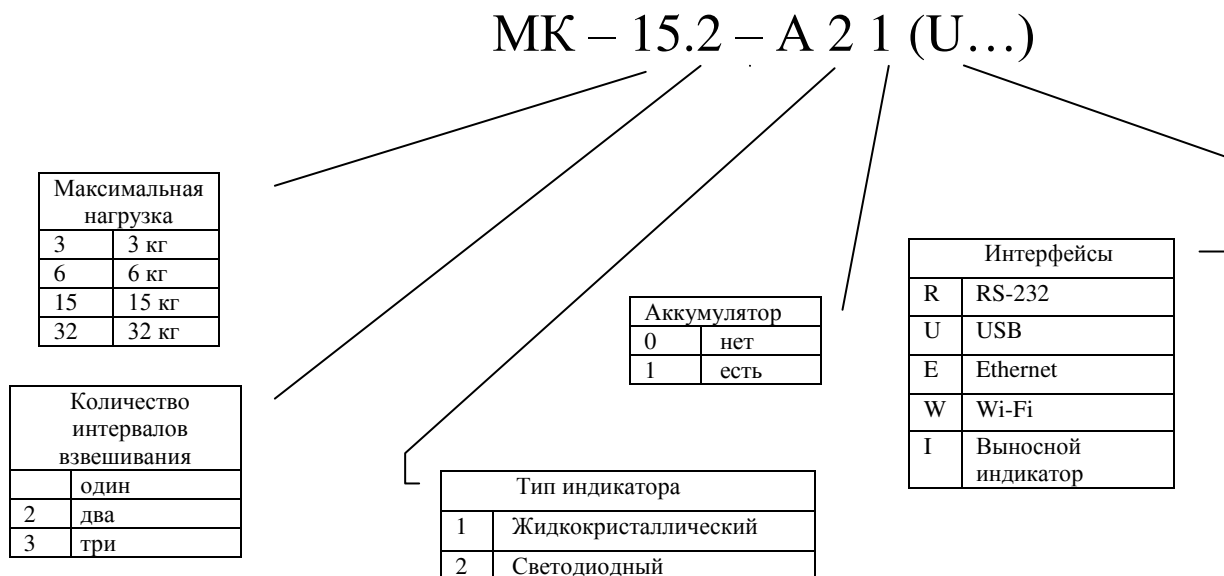 МК – 15.2 – А 2 1 (U…)
Максимальная
нагрузка
3 3 кг
6 6 кг
15 15 кг
32 32 кг
Количество
интервалов
взвешивания
один
2 два
3 три
Аккумулятор
0 нет
1 есть
Тип индикатора
1 Жидкокристаллический
2 Светодиодный
Интерфейсы
R RS-232
U USB
E Ethernet
W Wi-Fi
I Выносной
индикатор